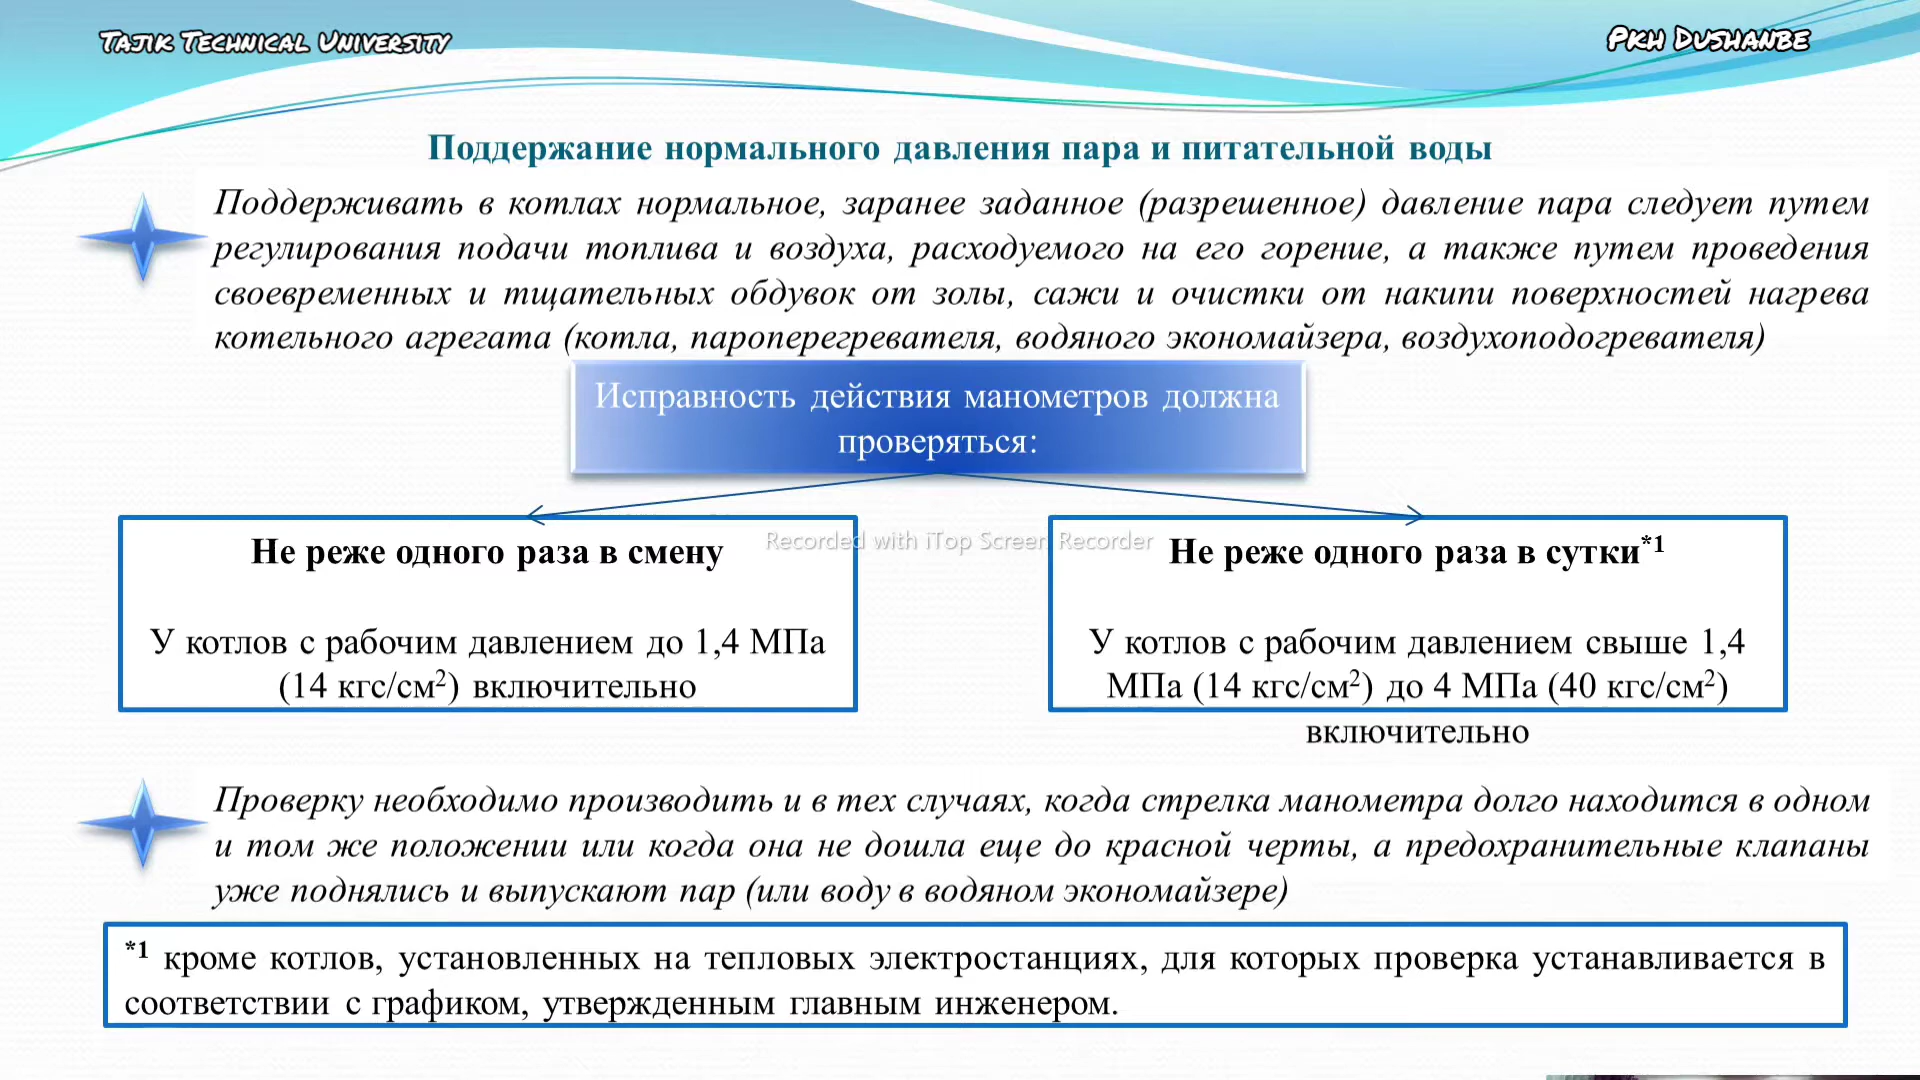 Tajik Technical University
Pkh Dushanbe
Поддержание нормального давления пара и питательной воды
Поддерживать в котлах нормальное, заранее заданное (разрешенное) давление пара следует путем
регулирования подачи топлива и воздуха, расходуемого на его горение, а также путем проведения
своевременных и тщательных обдувок от золы, сажи и очистки от накипи поверхностей нагрева
котельного агрегата (котла, пароперегревателя, водяного экономайзера, воздухоподогревателя)
Исправность действия манометров должна
проверяться:
Не реже одного раза в смену
У котлов с рабочим давлением до 1,4 МПа
(14 кгс/см²) включительно
Recorded with iTop Screen Recorder
Не реже одного раза в сутки*1
У котлов с рабочим давлением свыше 1,4
МПа (14 кгс/см²) до 4 МПа (40 кгс/см²)
включительно
Проверку необходимо производить и в тех случаях, когда стрелка манометра долго находится в одном
и том же положении или когда она не дошла еще до красной черты, а предохранительные клапаны
уже поднялись и выпускают пар (или воду в водяном экономайзере)
*1 кроме котлов, установленных на тепловых электростанциях, для которых проверка устанавливается в
соответствии с графиком, утвержденным главным инженером.